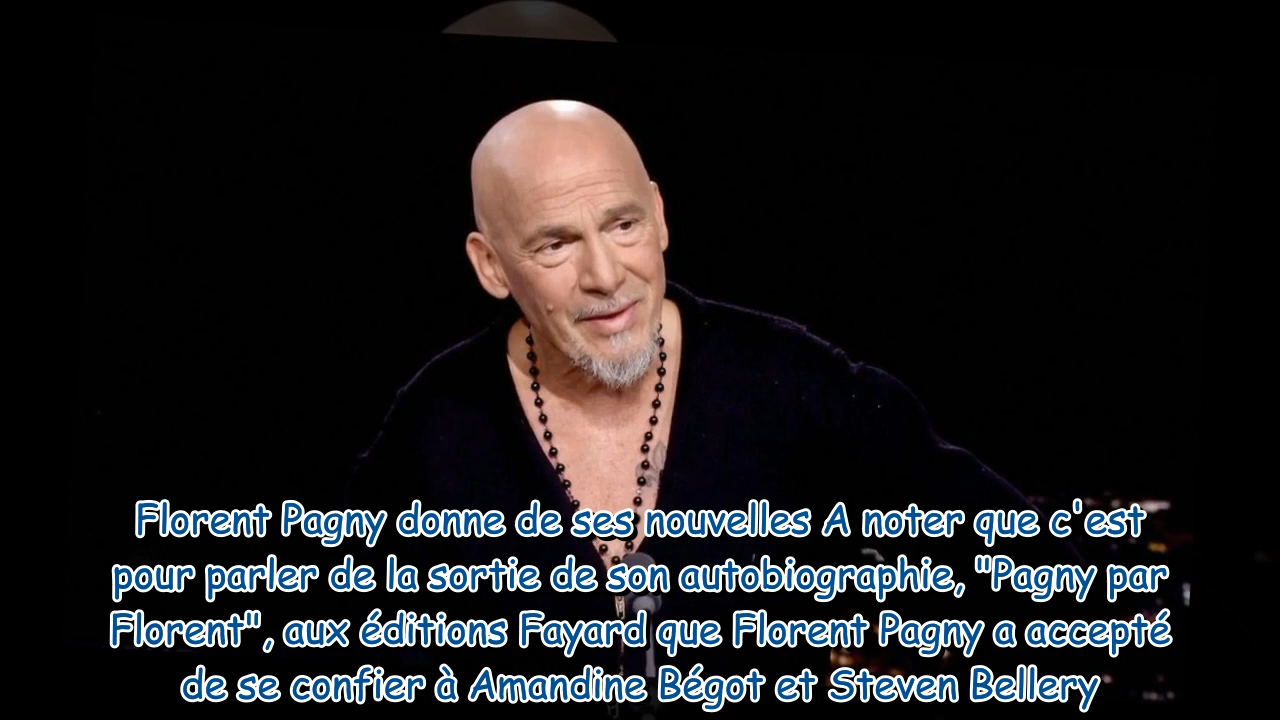 Florent Pagny donne de ses nouvelles A noter que c'est
pour parler de la sortie de son autobiographie, "Pagny par
Florent", aux éditions Fayard que Florent Pagny a accepté
de se confier à Amandine Bégot et Steven Bellery